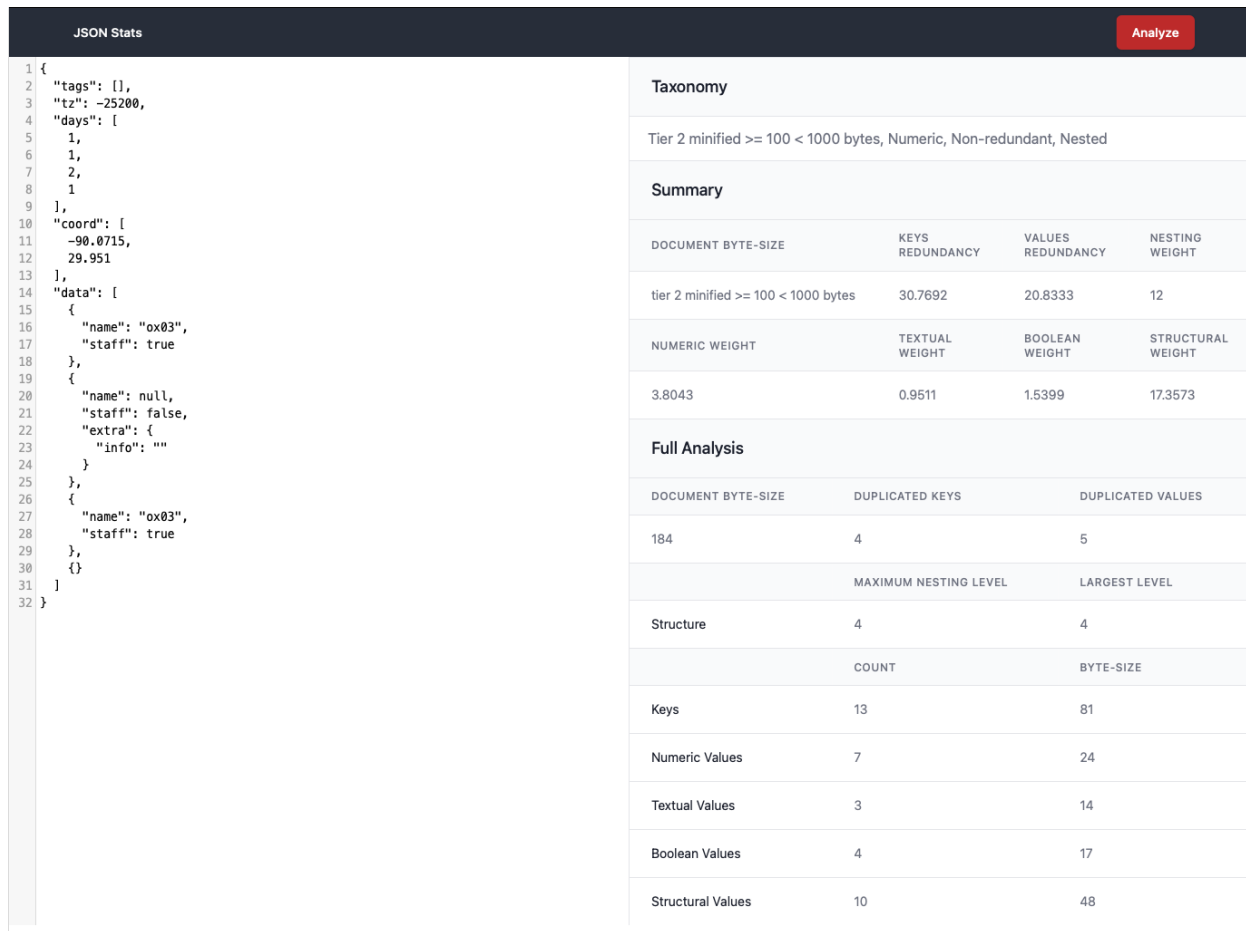 JSON Stats
Analyze
1 {
2 "tags": [],
3 "tz": -25200,
4 "days": [
5 1,
6 1,
7 2,
8 1
9 ],
10 "coord": [
11 -90.0715,
12 29.951
13 ],
14 "data": [
15 {
16 "name": "ox03",
17 "staff": true
18 },
19 {
20 "name": null,
21 "staff": false,
22 "extra": {
23 "info": ""
24 }
25 },
26 {
27 "name": "ox03",
28 "staff": true
29 },
30 {}
31 ]
32 }
Taxonomy
Tier 2 minified >= 100 < 1000 bytes, Numeric, Non-redundant, Nested
Summary
DOCUMENT BYTE-SIZE KEYS REDUNDANCY VALUES REDUNDANCY NESTING WEIGHT
tier 2 minified >= 100 < 1000 bytes 30.7692 20.8333 12
NUMERIC WEIGHT TEXTUAL WEIGHT BOOLEAN WEIGHT STRUCTURAL WEIGHT
3.8043 0.9511 1.5399 17.3573
Full Analysis
DOCUMENT BYTE-SIZE DUPLICATED KEYS DUPLICATED VALUES
184 4 5
MAXIMUM NESTING LEVEL LARGEST LEVEL
Structure 4 4
COUNT BYTE-SIZE
Keys 13 81
Numeric Values 7 24
Textual Values 3 14
Boolean Values 4 17
Structural Values 10 48